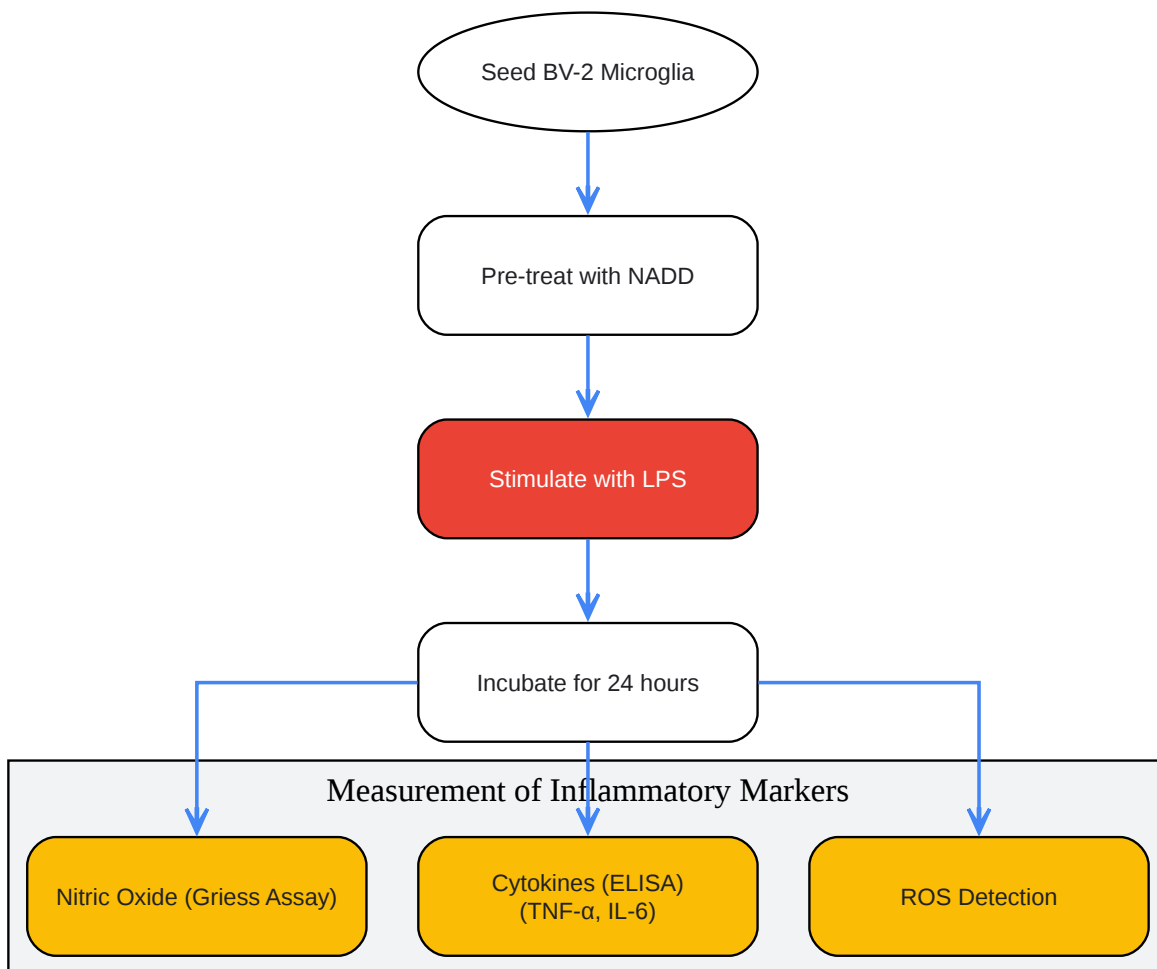 Seed BV-2 Microglia
Pre-treat with NADD
Stimulate with LPS
Incubate for 24 hours
Measurement of Inflammatory Markers
Nitric Oxide (Griess Assay)
Cytokines (ELISA)
(TNF-α, IL-6)
ROS Detection